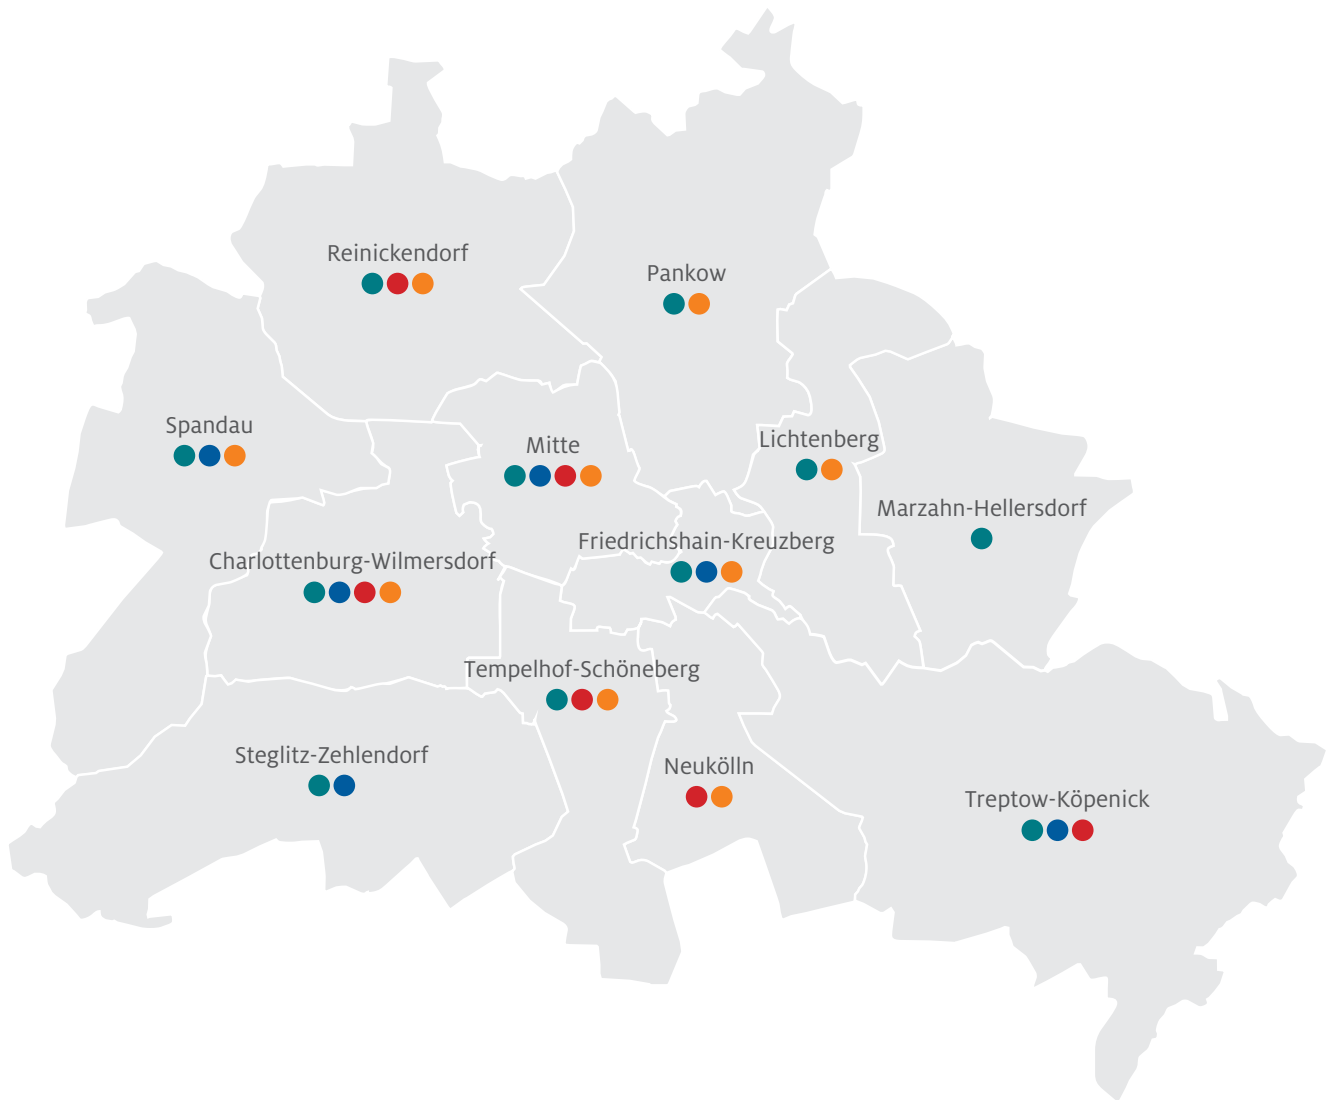 Reinickendorf
Pankow
Spandau
Mitte
Lichtenberg
Marzahn-Hellersdorf
Friedrichshain-Kreuzberg
Charlottenburg-Wilmersdorf
Tempelhof-Schöneberg
Steglitz-Zehlendorf
Neukölln
Treptow-Köpenick